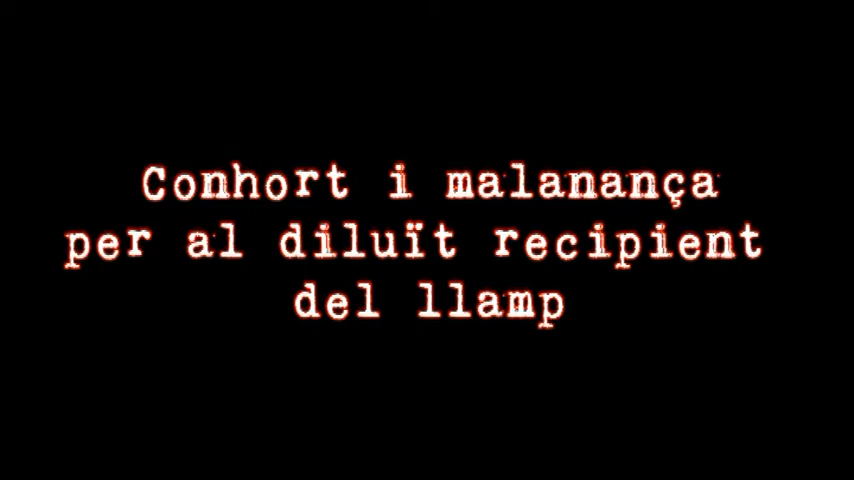 Conhort i malanança
per al diluït recipient
del llamp